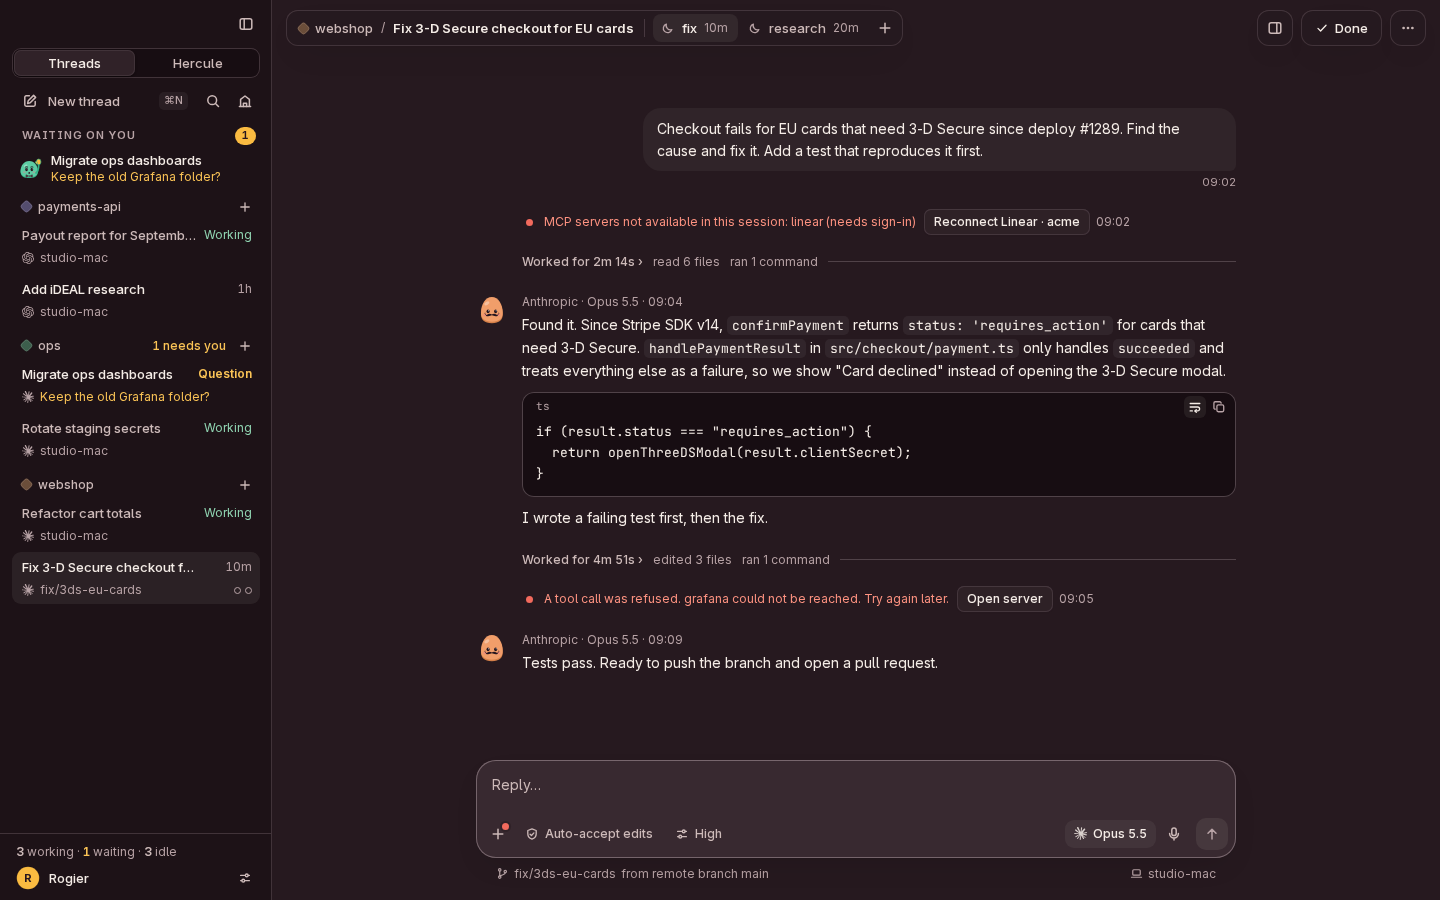 Threads
Hercule
New thread
⌘N
WAITING ON YOU
1
Migrate ops dashboards
Keep the old Grafana folder?
payments-api
Payout report for Septemb… Working
studio-mac
Add iDEAL research 1h
studio-mac
ops 1 needs you
Migrate ops dashboards Question
Keep the old Grafana folder?
Rotate staging secrets Working
studio-mac
webshop
Refactor cart totals Working
studio-mac
Fix 3-D Secure checkout f… 10m
fix/3ds-eu-cards
3 working · 1 waiting · 3 idle
R Rogier
webshop / Fix 3-D Secure checkout for EU cards
fix 10m
research 20m
Done
Checkout fails for EU cards that need 3-D Secure since deploy #1289. Find the
cause and fix it. Add a test that reproduces it first.
09:02
MCP servers not available in this session: linear (needs sign-in) Reconnect Linear · acme 09:02
Worked for 2m 14s › read 6 files ran 1 command
Anthropic · Opus 5.5 · 09:04
Found it. Since Stripe SDK v14, confirmPayment returns status: 'requires_action' for cards that
need 3-D Secure. handlePaymentResult in src/checkout/payment.ts only handles succeeded and
treats everything else as a failure, so we show "Card declined" instead of opening the 3-D Secure modal.
ts
if (result.status === "requires_action") {
  return openThreeDSModal(result.clientSecret);
}
I wrote a failing test first, then the fix.
Worked for 4m 51s › edited 3 files ran 1 command
A tool call was refused. grafana could not be reached. Try again later. Open server 09:05
Anthropic · Opus 5.5 · 09:09
Tests pass. Ready to push the branch and open a pull request.
Reply…
Auto-accept edits
High
Opus 5.5
fix/3ds-eu-cards from remote branch main
studio-mac